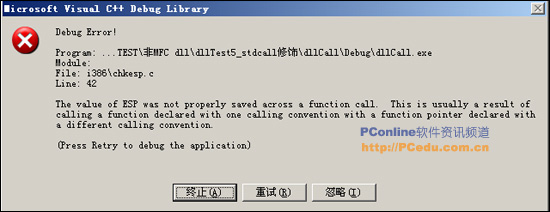 Microsoft Visual C++ Debug Library
Debug Error!
Program: ...TEST\非MFC dll\dllTest5_stdcall修饰\dllCall\Debug\dllCall.exe
Module:
File: i386\chkesp.c
Line: 42
The value of ESP was not properly saved across a function call.  This is usually a result of
calling a function declared with one calling convention with a function pointer declared with
a different calling convention.
PConline软件资讯频道
(Press Retry to debug the application)
http://PCedu.com.cn
终止(A) 重试(R) 忽略(I)